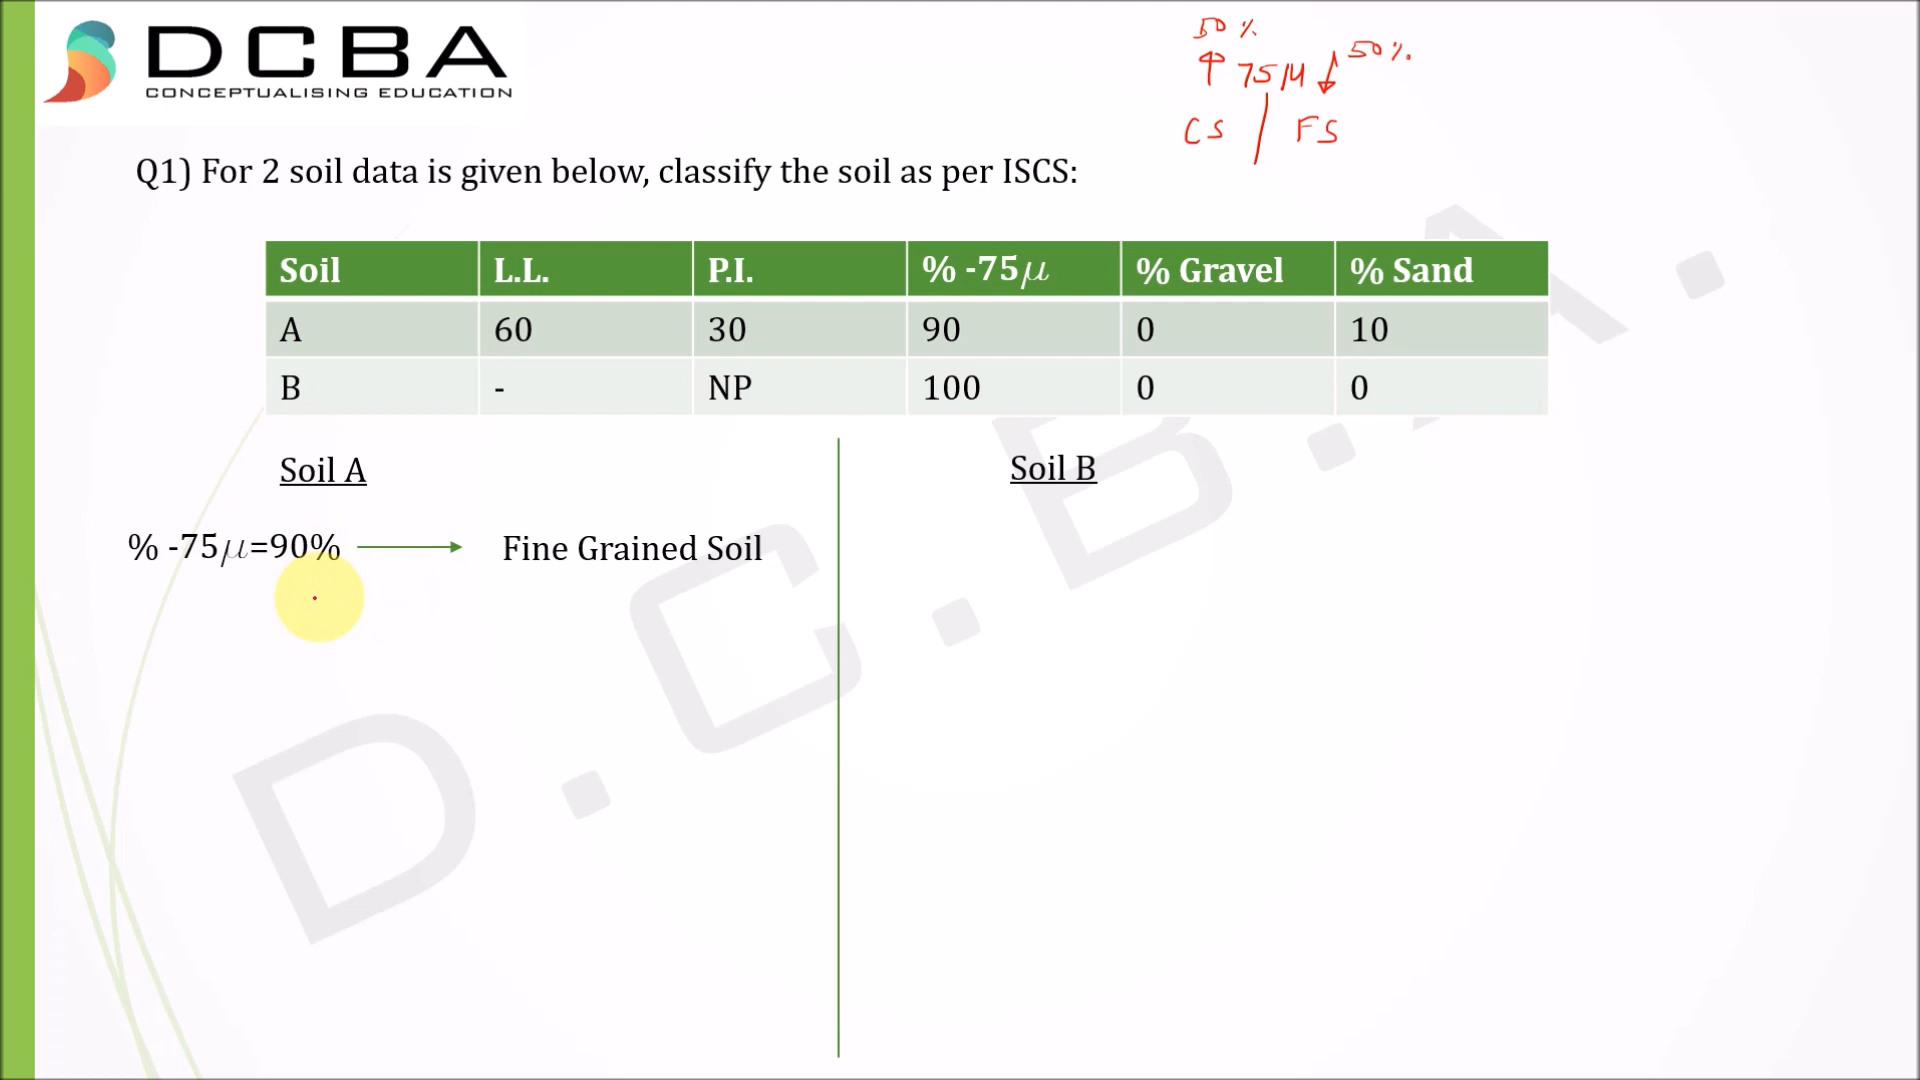 DCBA
CONCEPTUALISING EDUCATION
50 %
↑ 75 μ ↓ 50 %.
CS / FS
Q1) For 2 soil data is given below, classify the soil as per ISCS:
Soil L.L. P.I. % -75μ % Gravel % Sand
A 60 30 90 0 10
B - NP 100 0 0
Soil A
Soil B
% -75μ=90% → Fine Grained Soil
D.C.B.A.